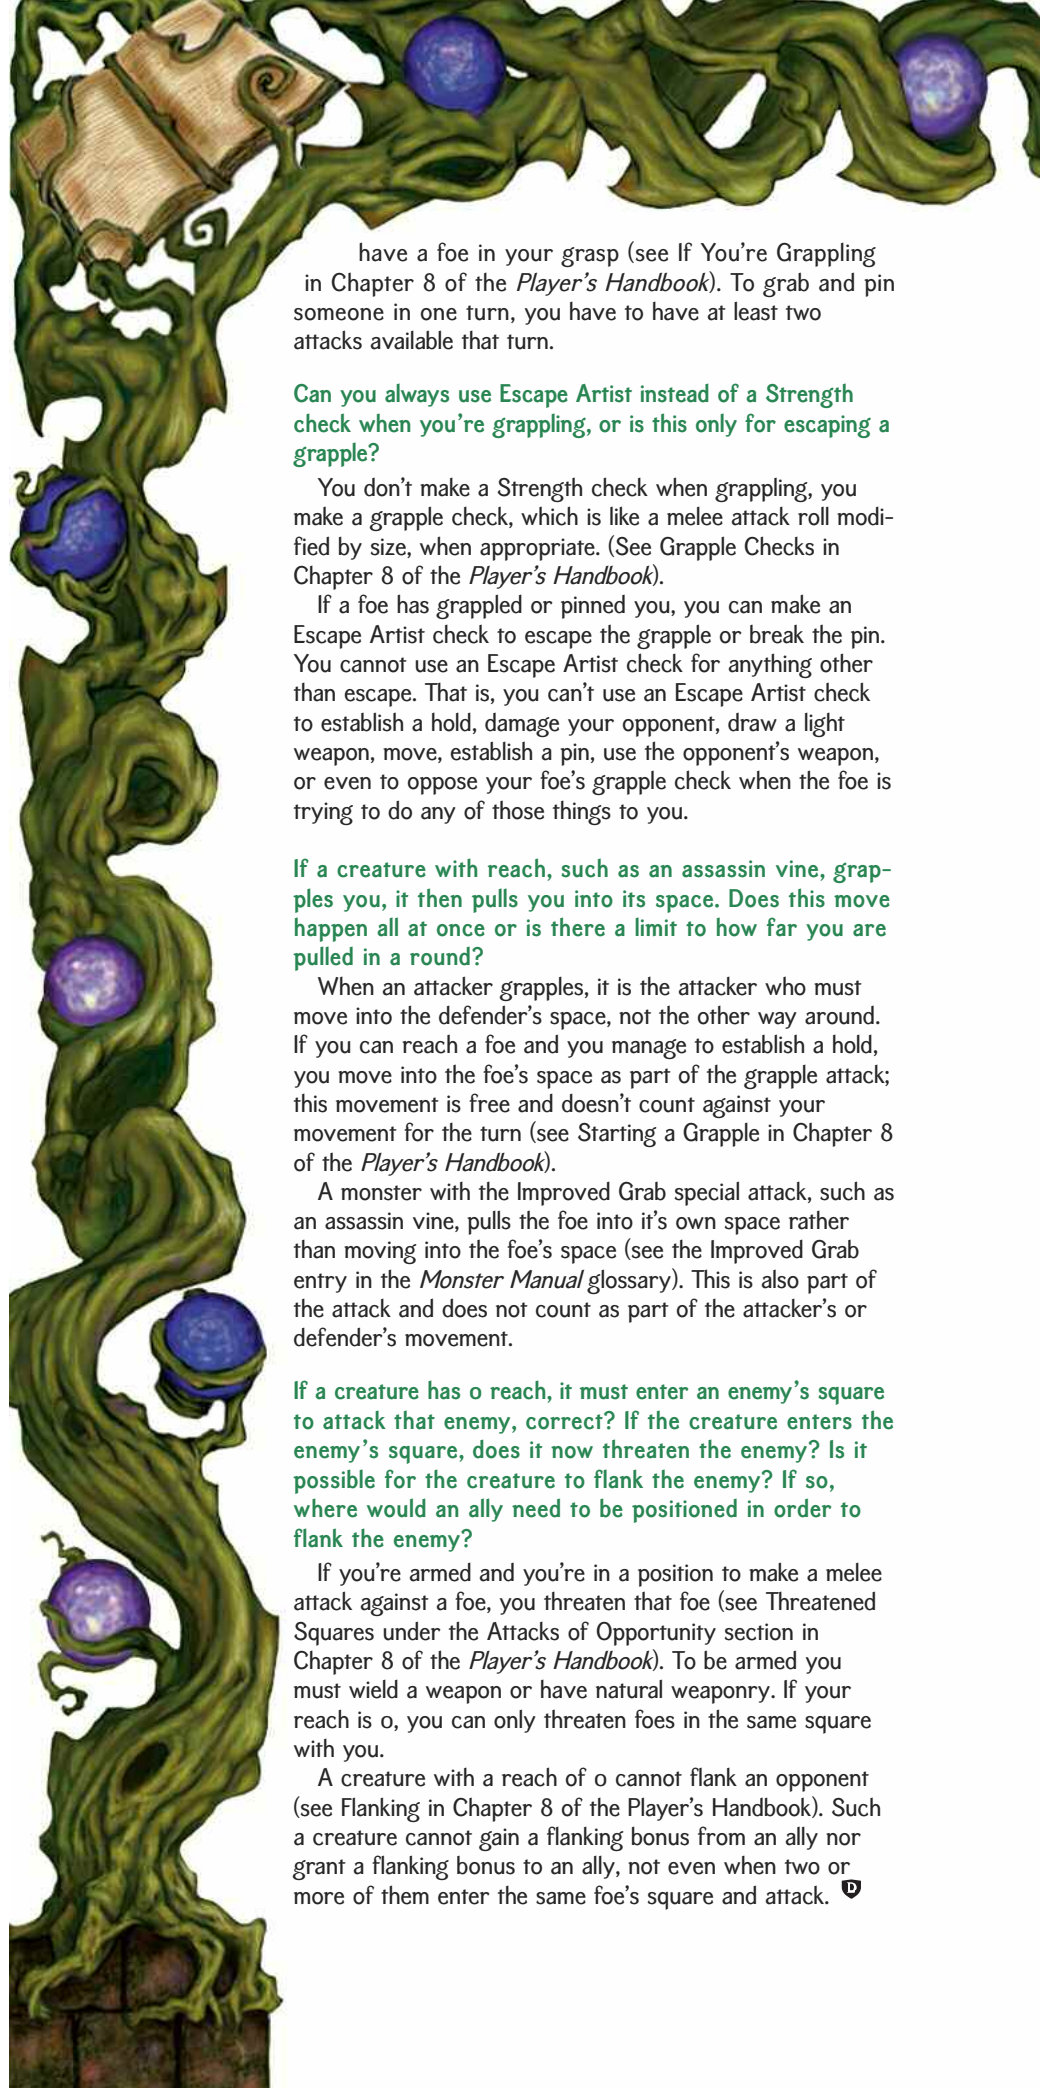 have a foe in your grasp (see If You’re Grappling
in Chapter 8 of the Player’s Handbook). To grab and pin
someone in one turn, you have to have at least two
attacks available that turn.
Can you always use Escape Artist instead of a Strength
check when you’re grappling, or is this only for escaping a
grapple?
You don’t make a Strength check when grappling, you
make a grapple check, which is like a melee attack roll modi-
fied by size, when appropriate. (See Grapple Checks in
Chapter 8 of the Player’s Handbook).
If a foe has grappled or pinned you, you can make an
Escape Artist check to escape the grapple or break the pin.
You cannot use an Escape Artist check for anything other
than escape. That is, you can’t use an Escape Artist check
to establish a hold, damage your opponent, draw a light
weapon, move, establish a pin, use the opponent’s weapon,
or even to oppose your foe’s grapple check when the foe is
trying to do any of those things to you.
If a creature with reach, such as an assassin vine, grap-
ples you, it then pulls you into its space. Does this move
happen all at once or is there a limit to how far you are
pulled in a round?
When an attacker grapples, it is the attacker who must
move into the defender’s space, not the other way around.
If you can reach a foe and you manage to establish a hold,
you move into the foe’s space as part of the grapple attack;
this movement is free and doesn’t count against your
movement for the turn (see Starting a Grapple in Chapter 8
of the Player’s Handbook).
A monster with the Improved Grab special attack, such as
an assassin vine, pulls the foe into it’s own space rather
than moving into the foe’s space (see the Improved Grab
entry in the Monster Manual glossary). This is also part of
the attack and does not count as part of the attacker’s or
defender’s movement.
If a creature has 0 reach, it must enter an enemy’s square
to attack that enemy, correct? If the creature enters the
enemy’s square, does it now threaten the enemy? Is it
possible for the creature to flank the enemy? If so,
where would an ally need to be positioned in order to
flank the enemy?
If you’re armed and you’re in a position to make a melee
attack against a foe, you threaten that foe (see Threatened
Squares under the Attacks of Opportunity section in
Chapter 8 of the Player’s Handbook). To be armed you
must wield a weapon or have natural weaponry. If your
reach is 0, you can only threaten foes in the same square
with you.
A creature with a reach of 0 cannot flank an opponent
(see Flanking in Chapter 8 of the Player’s Handbook). Such
a creature cannot gain a flanking bonus from an ally nor
grant a flanking bonus to an ally, not even when two or
more of them enter the same foe’s square and attack. D